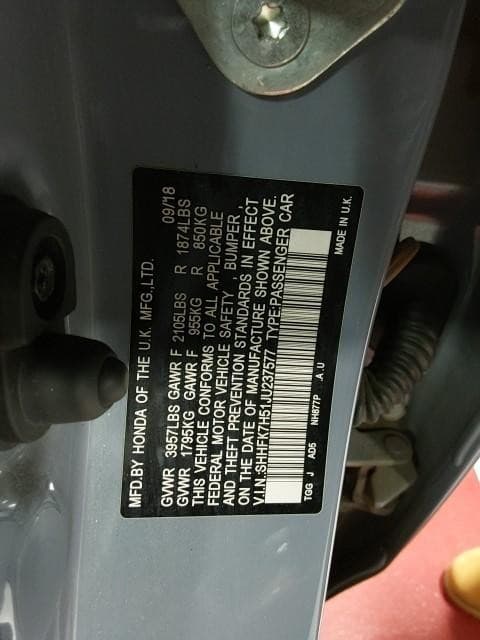 MFD.BY HONDA OF THE U.K. MFG.,LTD. 09/18
GVWR 3957LBS GAWR F 2105LBS R 1874LBS
GVWR 1795KG GAWR F 955KG R 850KG
THIS VEHICLE CONFORMS TO ALL APPLICABLE
FEDERAL MOTOR VEHICLE SAFETY , BUMPER ,
AND THEFT PREVENTION STANDARDS IN EFFECT
ON THE DATE OF MANUFACTURE SHOWN ABOVE.
V.I.N.:SHHFK7H51JU237577 TYPE:PASSENGER CAR
TGG J AD5 NH877P A.U MADE IN U.K.